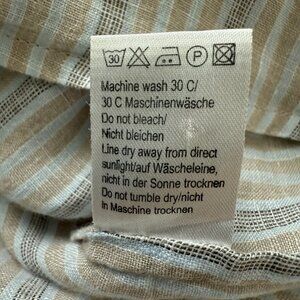 30 P
Machine wash 30 C/
30 C Maschinenwäsche
Do not bleach/
Nicht bleichen
Line dry away from direct
sunlight/auf Wäscheleine,
nicht in der Sonne trocknen
Do not tumble dry/nicht
in Maschine trocknen